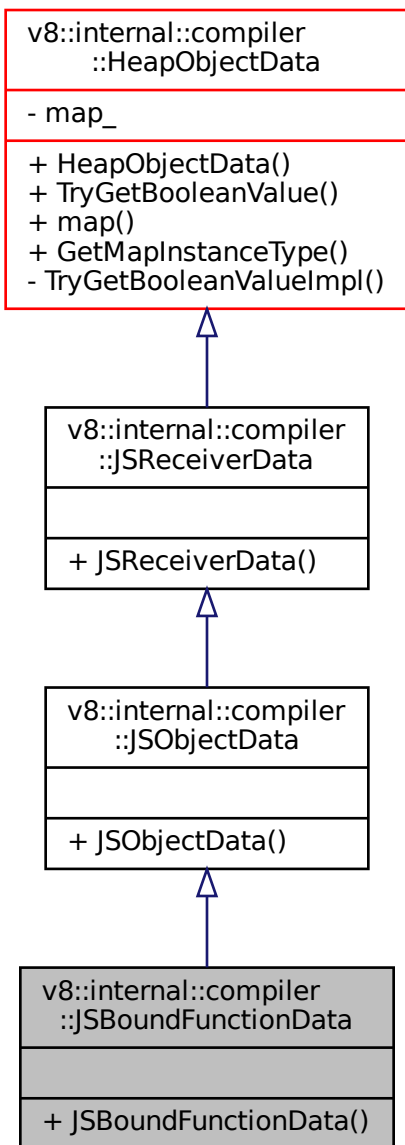 v8::internal::compiler
::HeapObjectData
- map_
+ HeapObjectData()
+ TryGetBooleanValue()
+ map()
+ GetMapInstanceType()
- TryGetBooleanValueImpl()
v8::internal::compiler
::JSReceiverData
+ JSReceiverData()
v8::internal::compiler
::JSObjectData
+ JSObjectData()
v8::internal::compiler
::JSBoundFunctionData
+ JSBoundFunctionData()